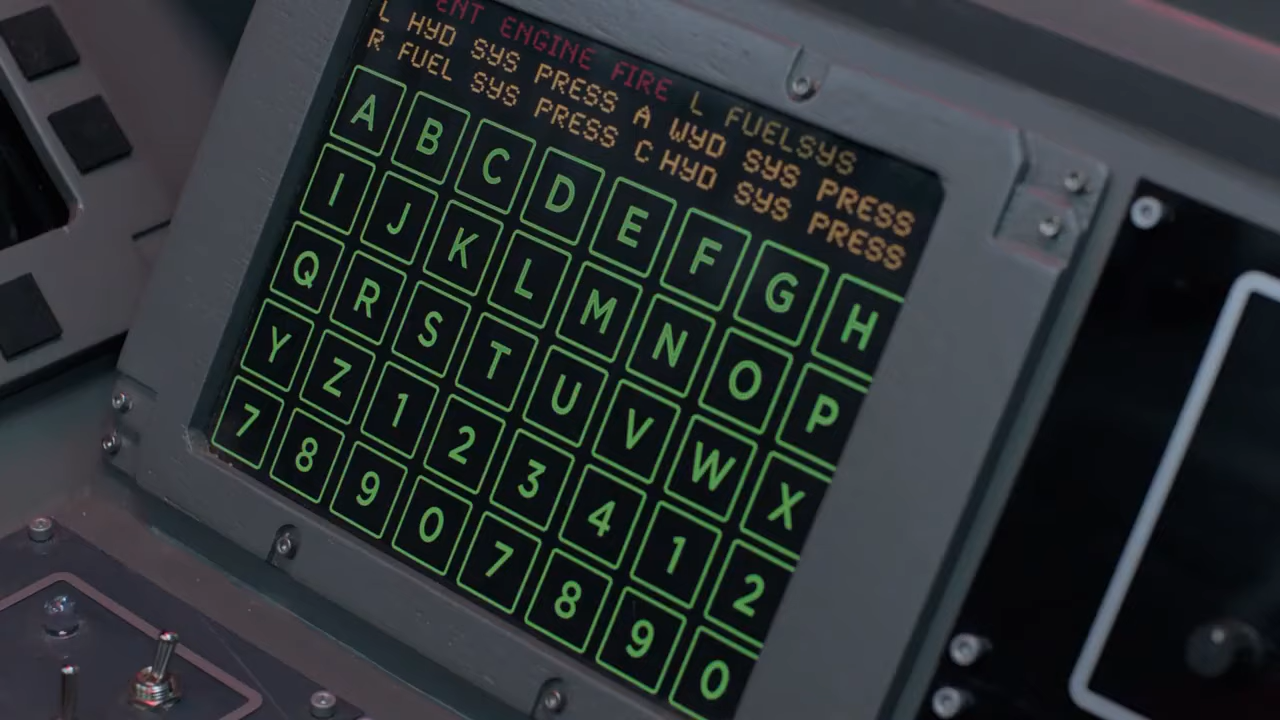 ENT ENGINE FIRE L FUELSYS
L HYD SYS PRESS A WYD SYS PRESS
R FUEL SYS PRESS C HYD SYS PRESS
A B C D E F G H
I J K L M N O P
Q R S T U V W X
Y Z 1 2 3 4 1 2
7 8 9 0 7 8 9 0